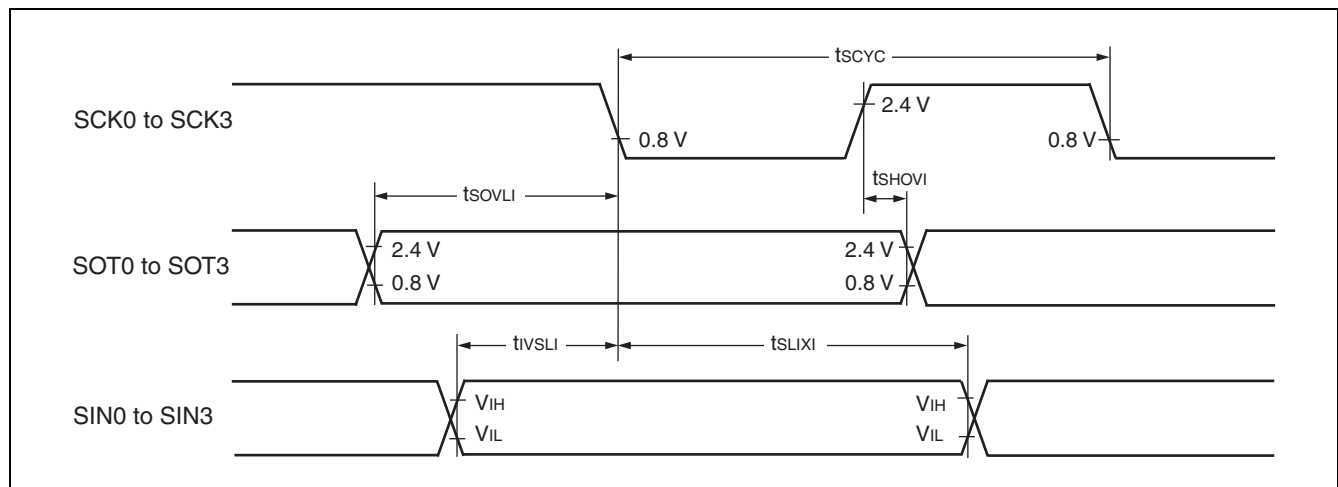 tSCYC
SCK0 to SCK3
2.4 V
0.8 V
0.8 V
tSHOVI
tSOVLI
SOT0 to SOT3
2.4 V
2.4 V
0.8 V
0.8 V
tIVSLI
tSLIXI
SIN0 to SIN3
VIH
VIH
VIL
VIL